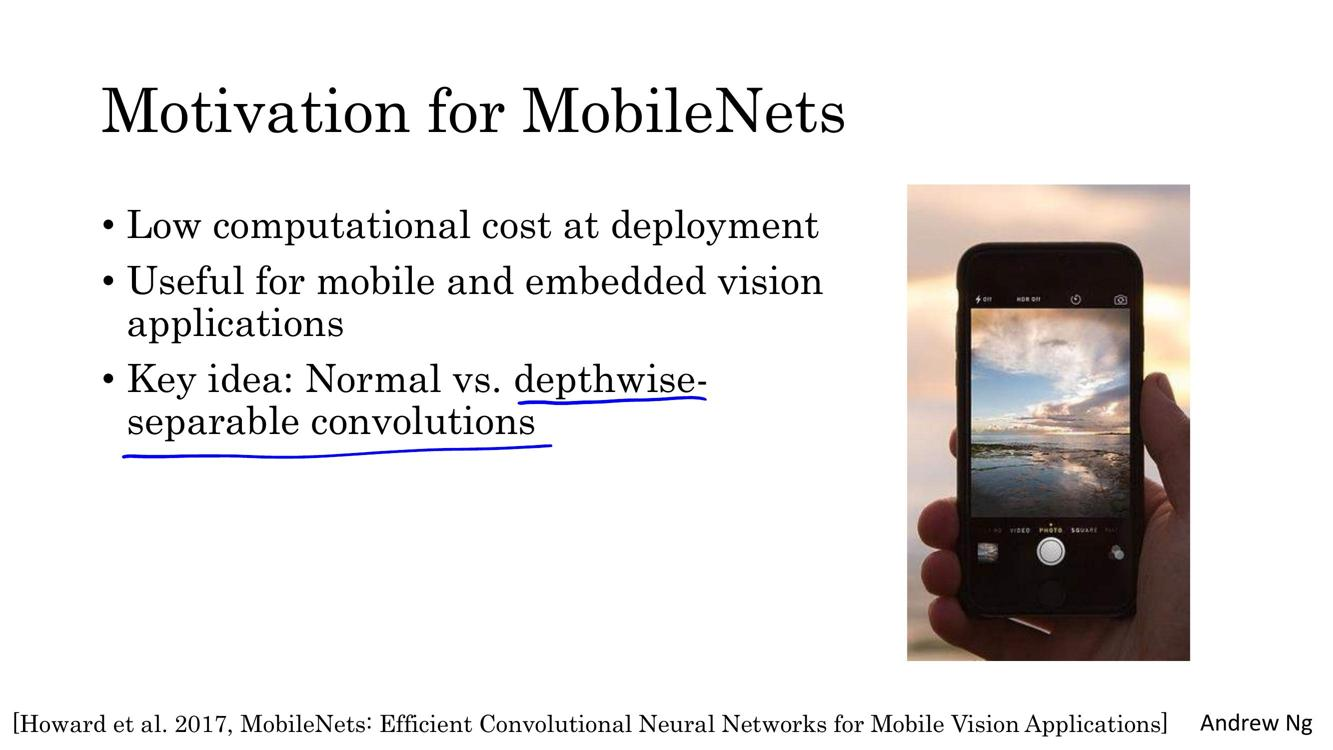 Motivation for MobileNets
• Low computational cost at deployment
• Useful for mobile and embedded vision
applications
• Key idea: Normal vs. depthwise-
separable convolutions
Off
HDR Off
VIDEO PHOTO SQUARE
[Howard et al. 2017, MobileNets: Efficient Convolutional Neural Networks for Mobile Vision Applications]
Andrew Ng